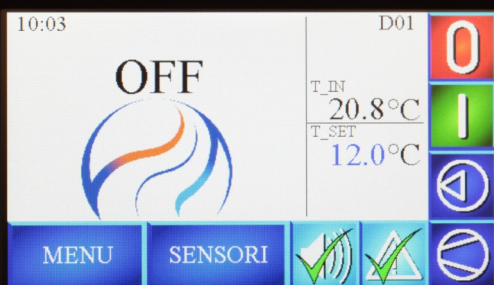 10:03
D01
OFF
T_IN
20.8°C
T_SET
12.0°C
MENU
SENSORI